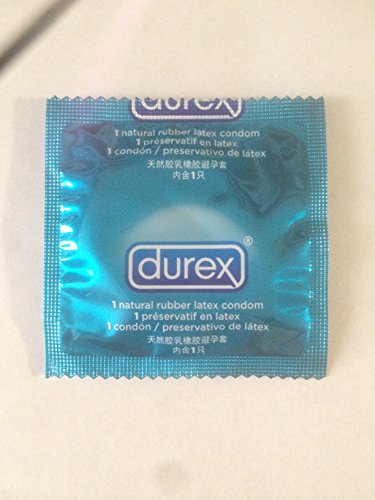 durex
1 natural rubber latex condom
1 préservatif en latex
1 condón / preservativo de látex
天然胶乳橡胶避孕套
内含1只
durex®
1 natural rubber latex condom
1 préservatif en latex
1 condón / preservativo de látex
天然胶乳橡胶避孕套
内含1只